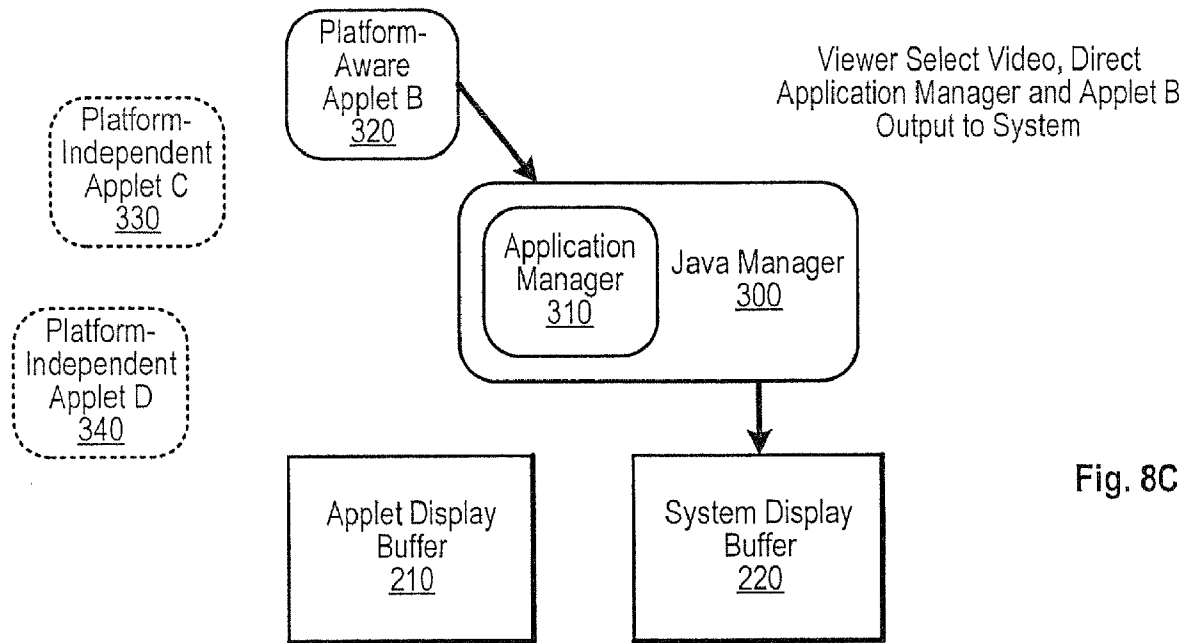 Platform-
Aware
Applet B
320
Viewer Select Video, Direct
Application Manager and Applet B
Output to System
Platform-
Independent
Applet C
330
Application
Manager
310
Java Manager
300
Platform-
Independent
Applet D
340
Applet Display
Buffer
210
System Display
Buffer
220
Fig. 8C